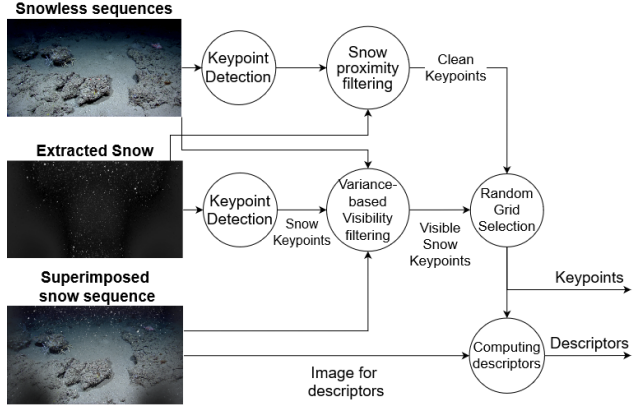 Snowless sequences
Keypoint
Detection
Snow
proximity
filtering
Clean
Keypoints
Extracted Snow
Keypoint
Detection
Snow
Keypoints
Variance-
based
Visibility
filtering
Visible
Snow
Keypoints
Random
Grid
Selection
Keypoints
Superimposed
snow sequence
Image for
descriptors
Computing
descriptors
Descriptors